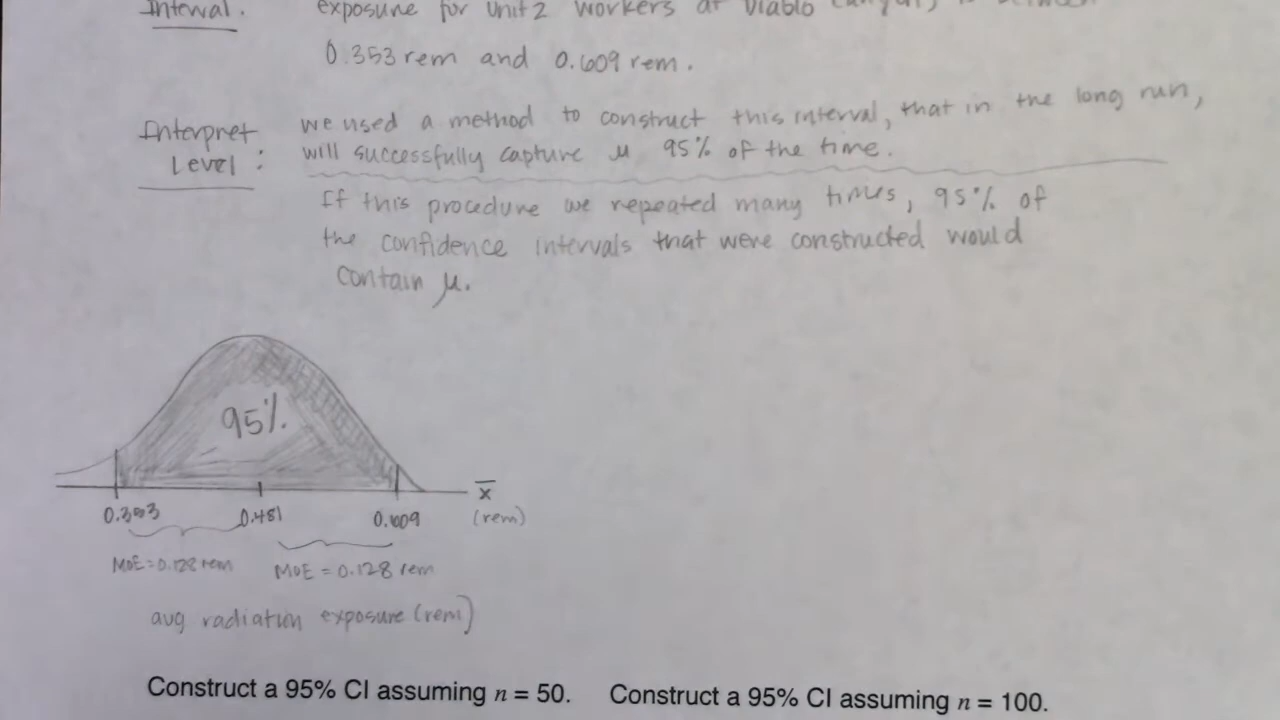 Interval. exposure for Unit 2 workers at Diablo
0.353 rem and 0.609 rem.
Interpret we used a method to construct this interval, that in the long run,
Level: will successfully capture μ 95% of the time.
If this procedure we repeated many times, 95% of
the confidence intervals that were constructed would
contain μ.
95%
x̅
0.353 0.481 0.609 (rem)
MOE = 0.128 rem MOE = 0.128 rem
avg radiation exposure (rem)
Construct a 95% CI assuming n = 50. Construct a 95% CI assuming n = 100.